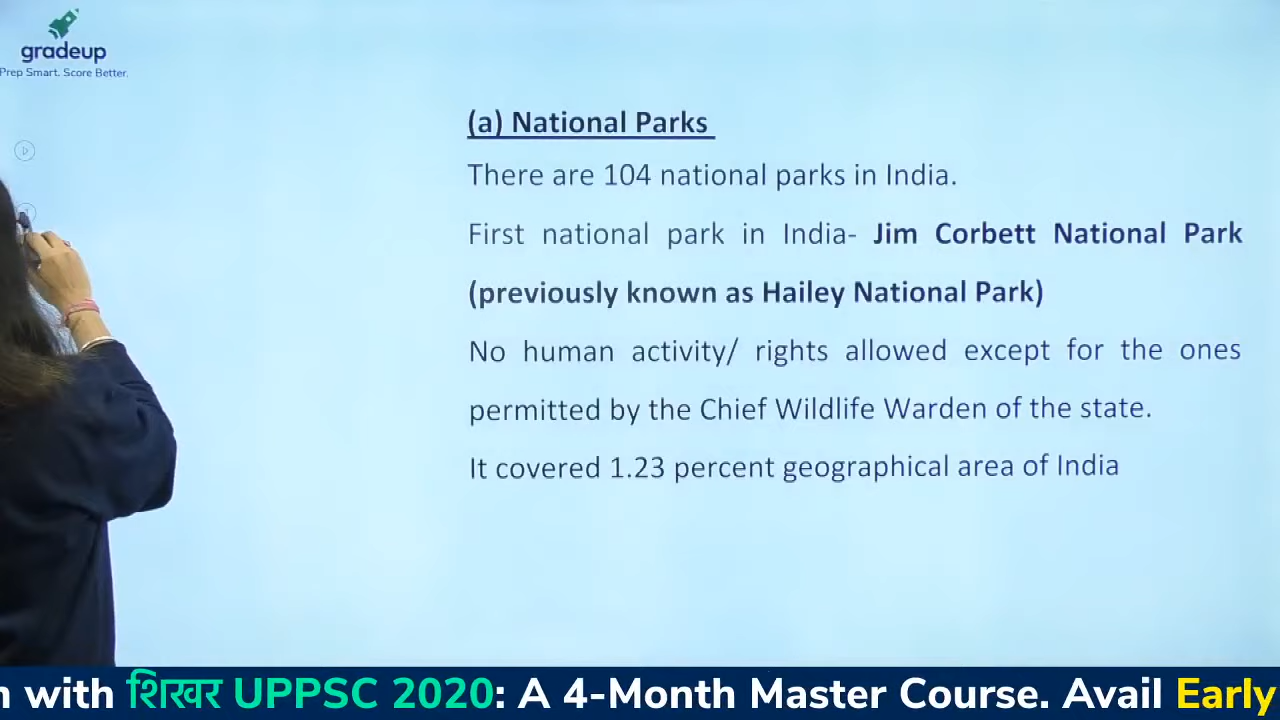 gradeup
Prep Smart. Score Better.
(a) National Parks
There are 104 national parks in India.
First national park in India- Jim Corbett National Park
(previously known as Hailey National Park)
No human activity/ rights allowed except for the ones
permitted by the Chief Wildlife Warden of the state.
It covered 1.23 percent geographical area of India
with शिखर UPPSC 2020: A 4-Month Master Course. Avail Early